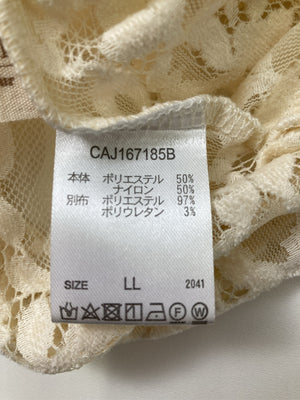 CAJ167185B
本体 ポリエステル 50%
ナイロン 50%
別布 ポリエステル 97%
ポリウレタン 3%
SIZE LL 2041